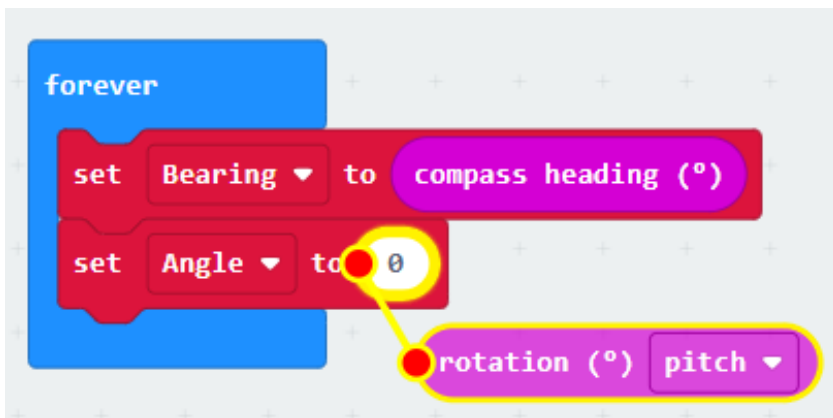 forever
set Bearing to compass heading (º)
set Angle to 0
rotation (º) pitch